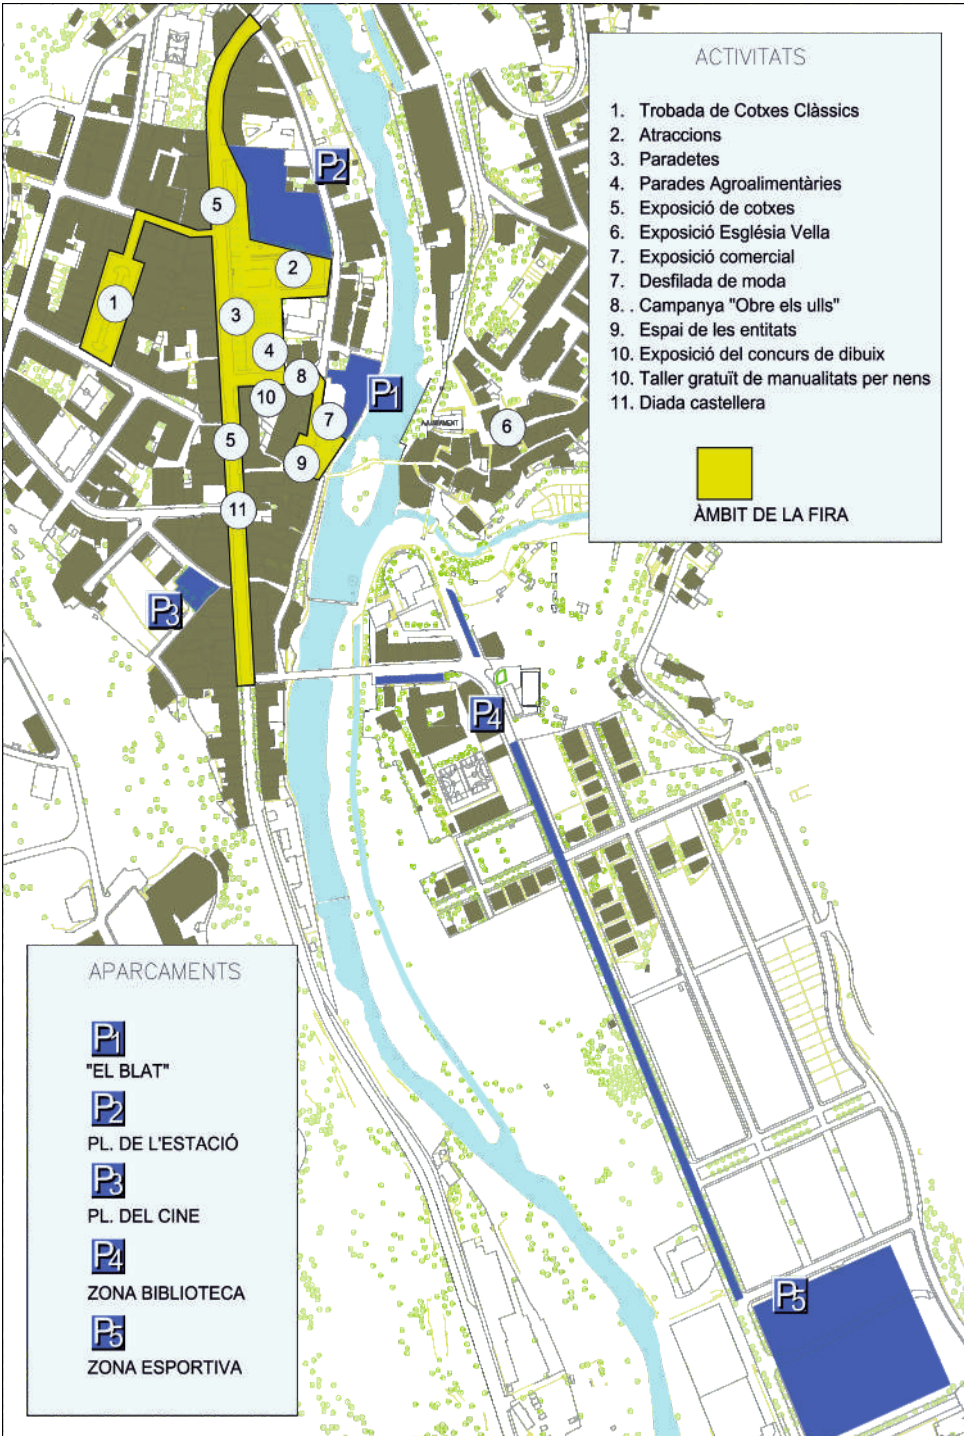 ACTIVITATS
1. Trobada de Cotxes Clàssics
2. Atraccions
3. Paradetes
4. Parades Agroalimentàries
5. Exposició de cotxes
6. Exposició Església Vella
7. Exposició comercial
7. Desfilada de moda
8. . Campanya "Obre els ulls"
9. Espai de les entitats
10. Exposició del concurs de dibuix
10. Taller gratuït de manualitats per nens
11. Diada castellera
ÀMBIT DE LA FIRA
P2
5
2
1
3
4
8
P1
10
7
AJUNTAMENT
6
5
9
11
P3
P4
P5
APARCAMENTS
P1
"EL BLAT"
P2
PL. DE L'ESTACIÓ
P3
PL. DEL CINE
P4
ZONA BIBLIOTECA
P5
ZONA ESPORTIVA